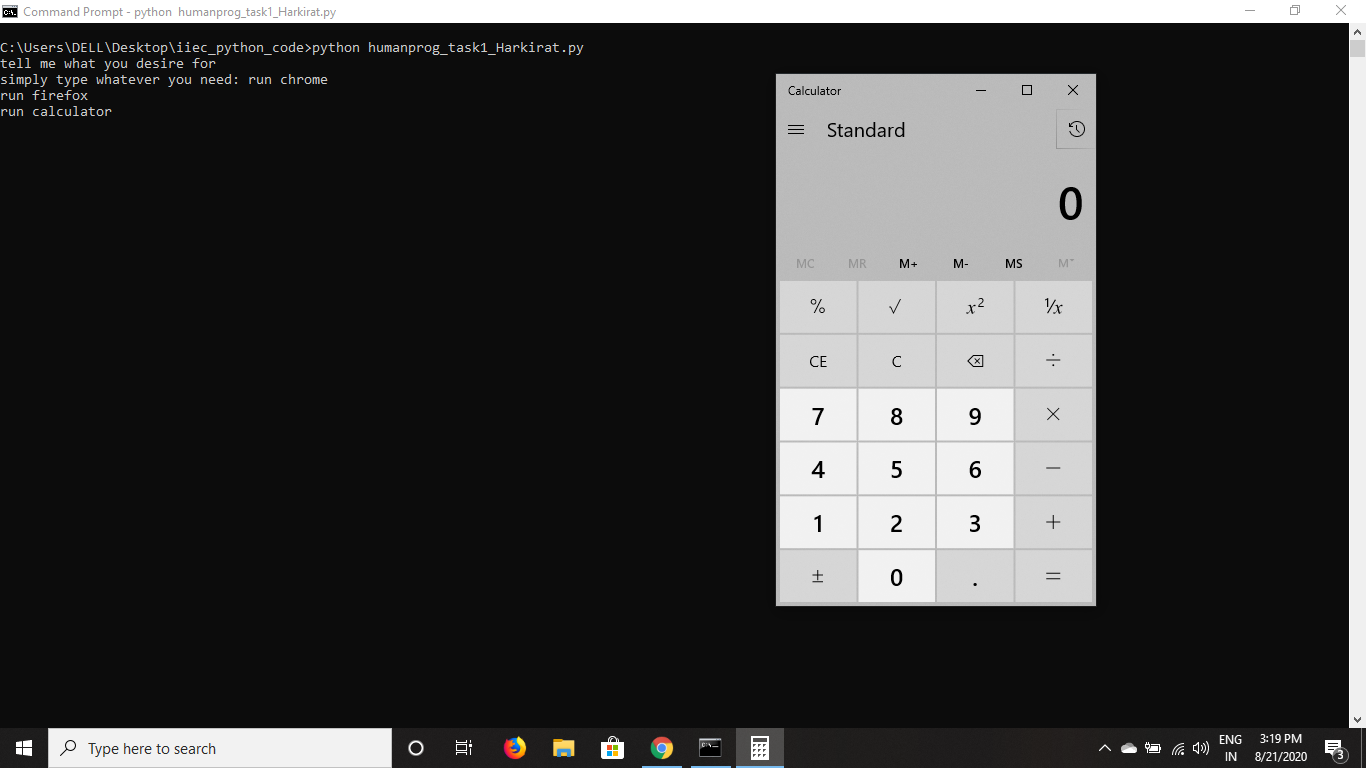 Command Prompt - python  humanprog_task1_Harkirat.py
C:\Users\DELL\Desktop\iiec_python_code>python humanprog_task1_Harkirat.py
tell me what you desire for
simply type whatever you need: run chrome
run firefox
run calculator
Calculator
Standard
0
MC MR M+ M- MS M˅
% √ x² ¹⁄x
CE C ÷
7 8 9 ×
4 5 6 −
1 2 3 +
± 0 . =
Type here to search
ENG
IN
3:19 PM
8/21/2020
3